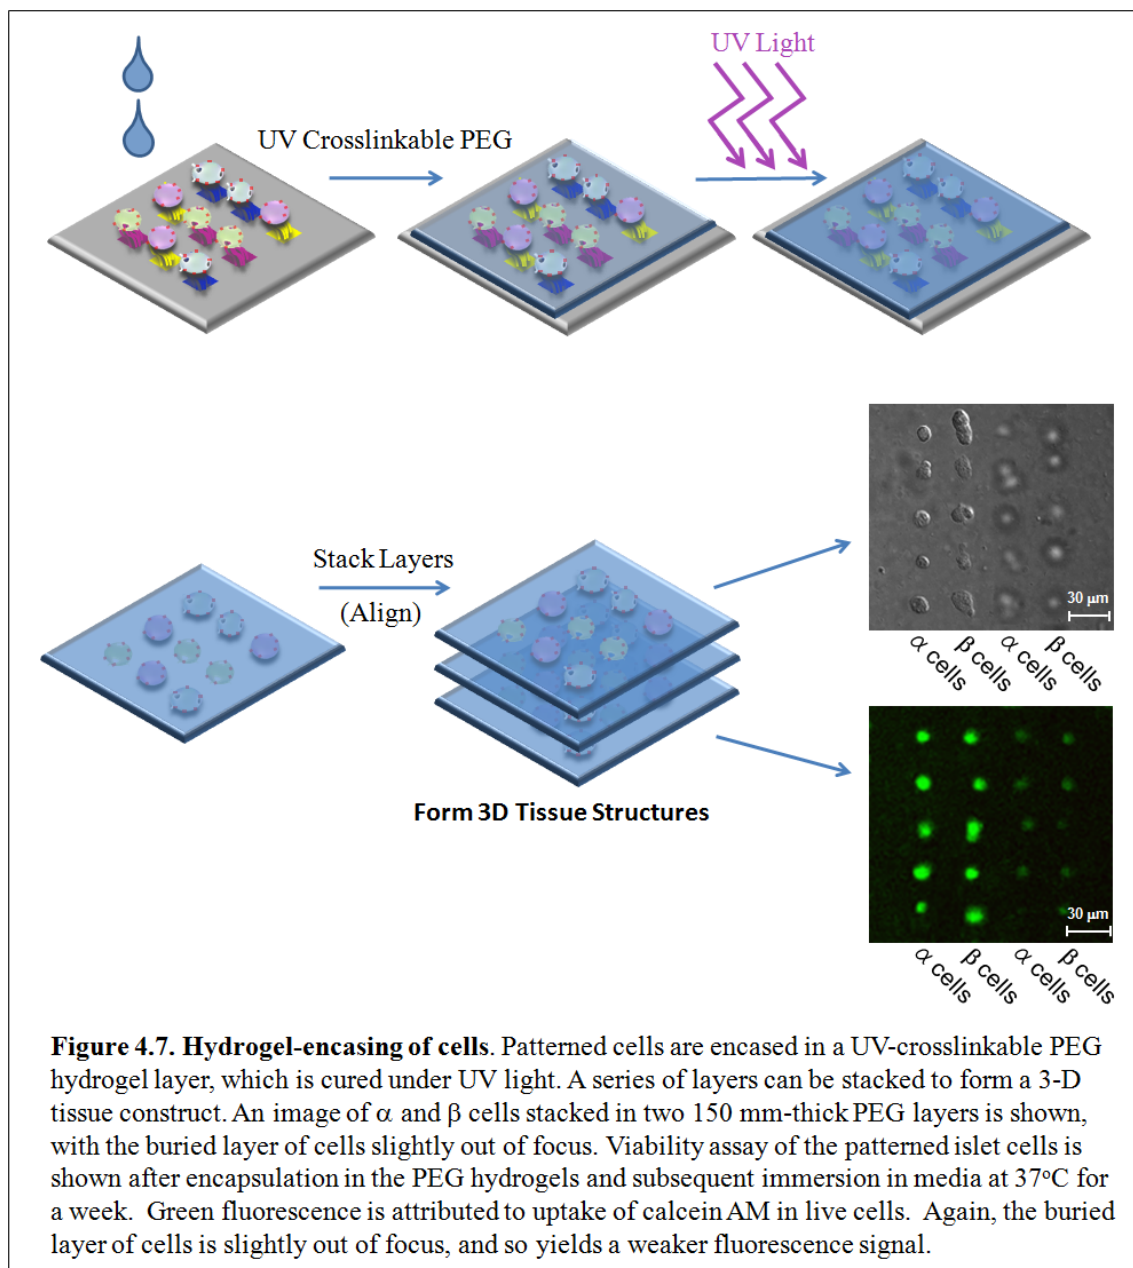 UV Light
UV Crosslinkable PEG
Stack Layers
(Align)
30 µm
α cells
β cells
α cells
β cells
Form 3D Tissue Structures
30 µm
α cells
β cells
α cells
β cells
Figure 4.7. Hydrogel-encasing of cells. Patterned cells are encased in a UV-crosslinkable PEG
hydrogel layer, which is cured under UV light. A series of layers can be stacked to form a 3-D
tissue construct. An image of α and β cells stacked in two 150 mm-thick PEG layers is shown,
with the buried layer of cells slightly out of focus. Viability assay of the patterned islet cells is
shown after encapsulation in the PEG hydrogels and subsequent immersion in media at 37ºC for
a week.  Green fluorescence is attributed to uptake of calcein AM in live cells.  Again, the buried
layer of cells is slightly out of focus, and so yields a weaker fluorescence signal.